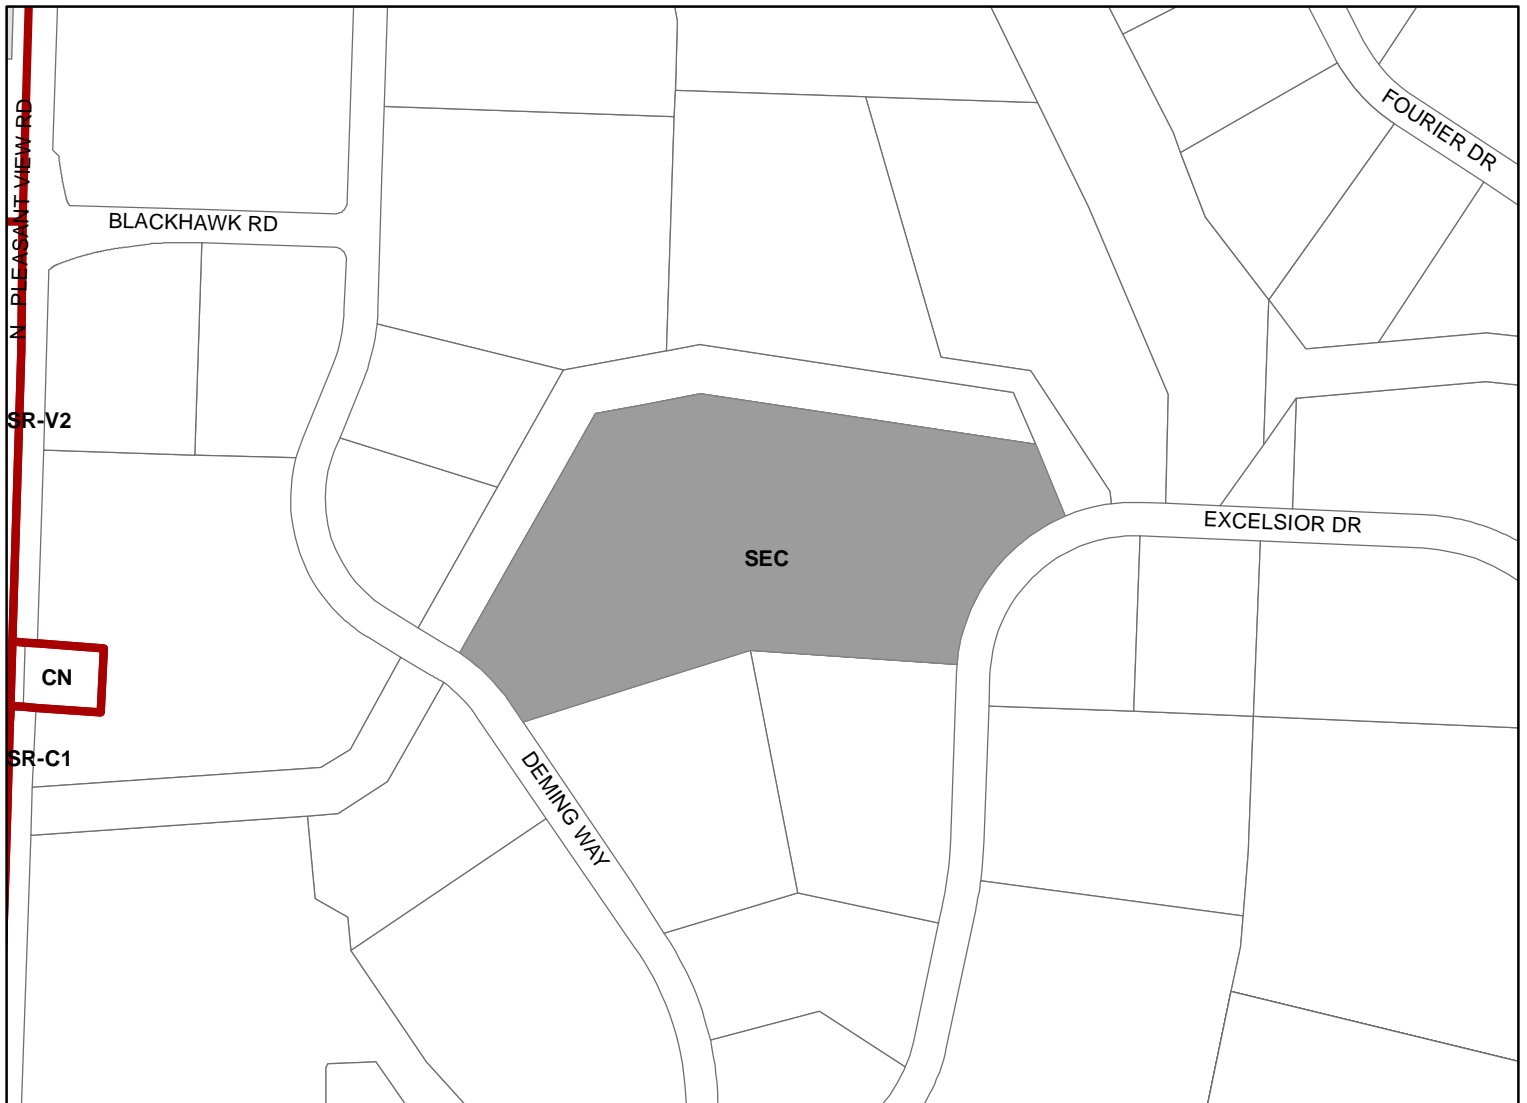 FOURIER DR
N PLEASANT VIEW RD
BLACKHAWK RD
SR-V2
EXCELSIOR DR
SEC
CN
SR-C1
DEMING WAY